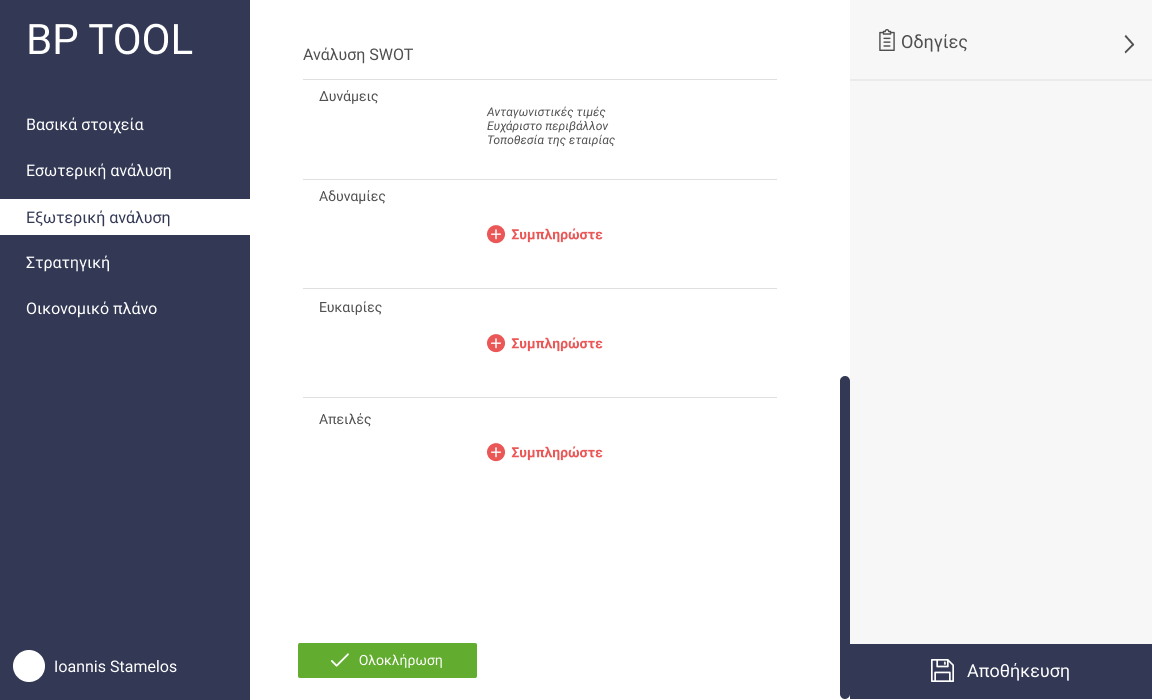 BP TOOL
Βασικά στοιχεία
Εσωτερική ανάλυση
Εξωτερική ανάλυση
Στρατηγική
Οικονομικό πλάνο
Ioannis Stamelos
Ανάλυση SWOT
Δυνάμεις
Ανταγωνιστικές τιμές
Ευχάριστο περιβάλλον
Τοποθεσία της εταιρίας
Αδυναμίες
Συμπληρώστε
Ευκαιρίες
Συμπληρώστε
Απειλές
Συμπληρώστε
Ολοκλήρωση
Οδηγίες
Αποθήκευση